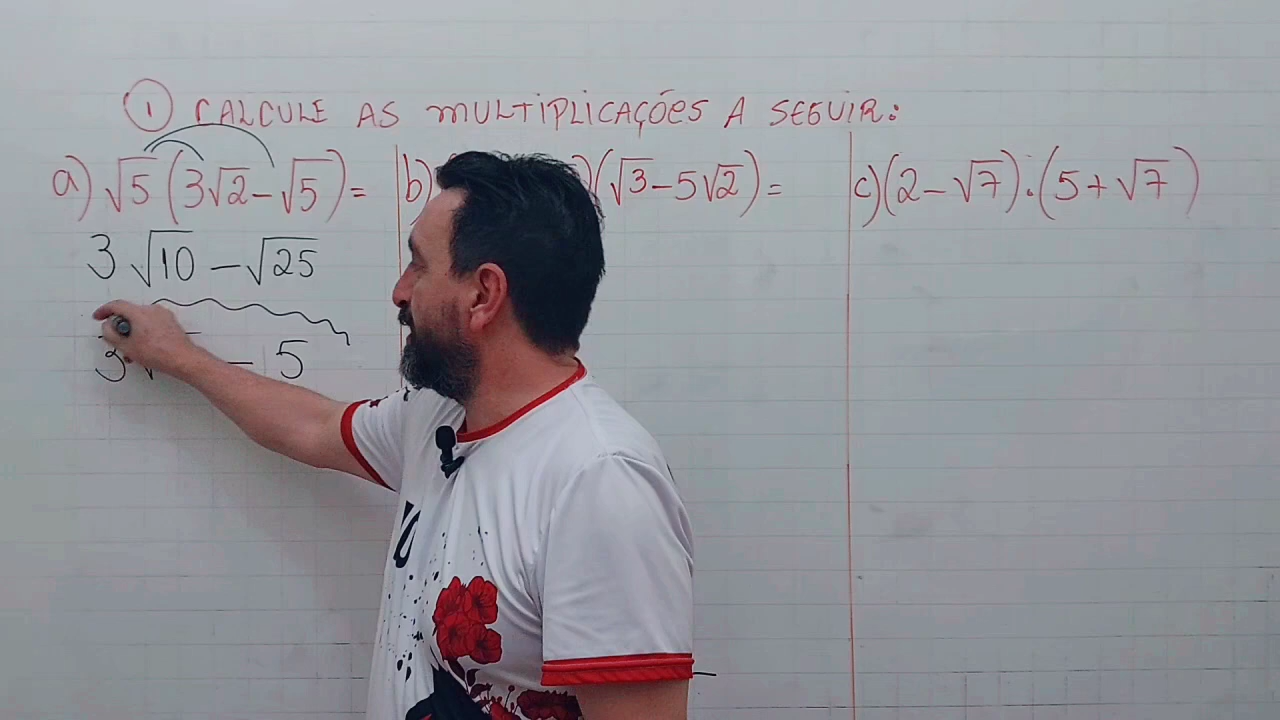 ① CALCULE AS MULTIPLICAÇÕES A SEGUIR:
a) √5 (3√2 - √5) =
b) )(√3 - 5√2) =
c) (2 - √7).(5 + √7)
3√10 - √25
3√ - 5